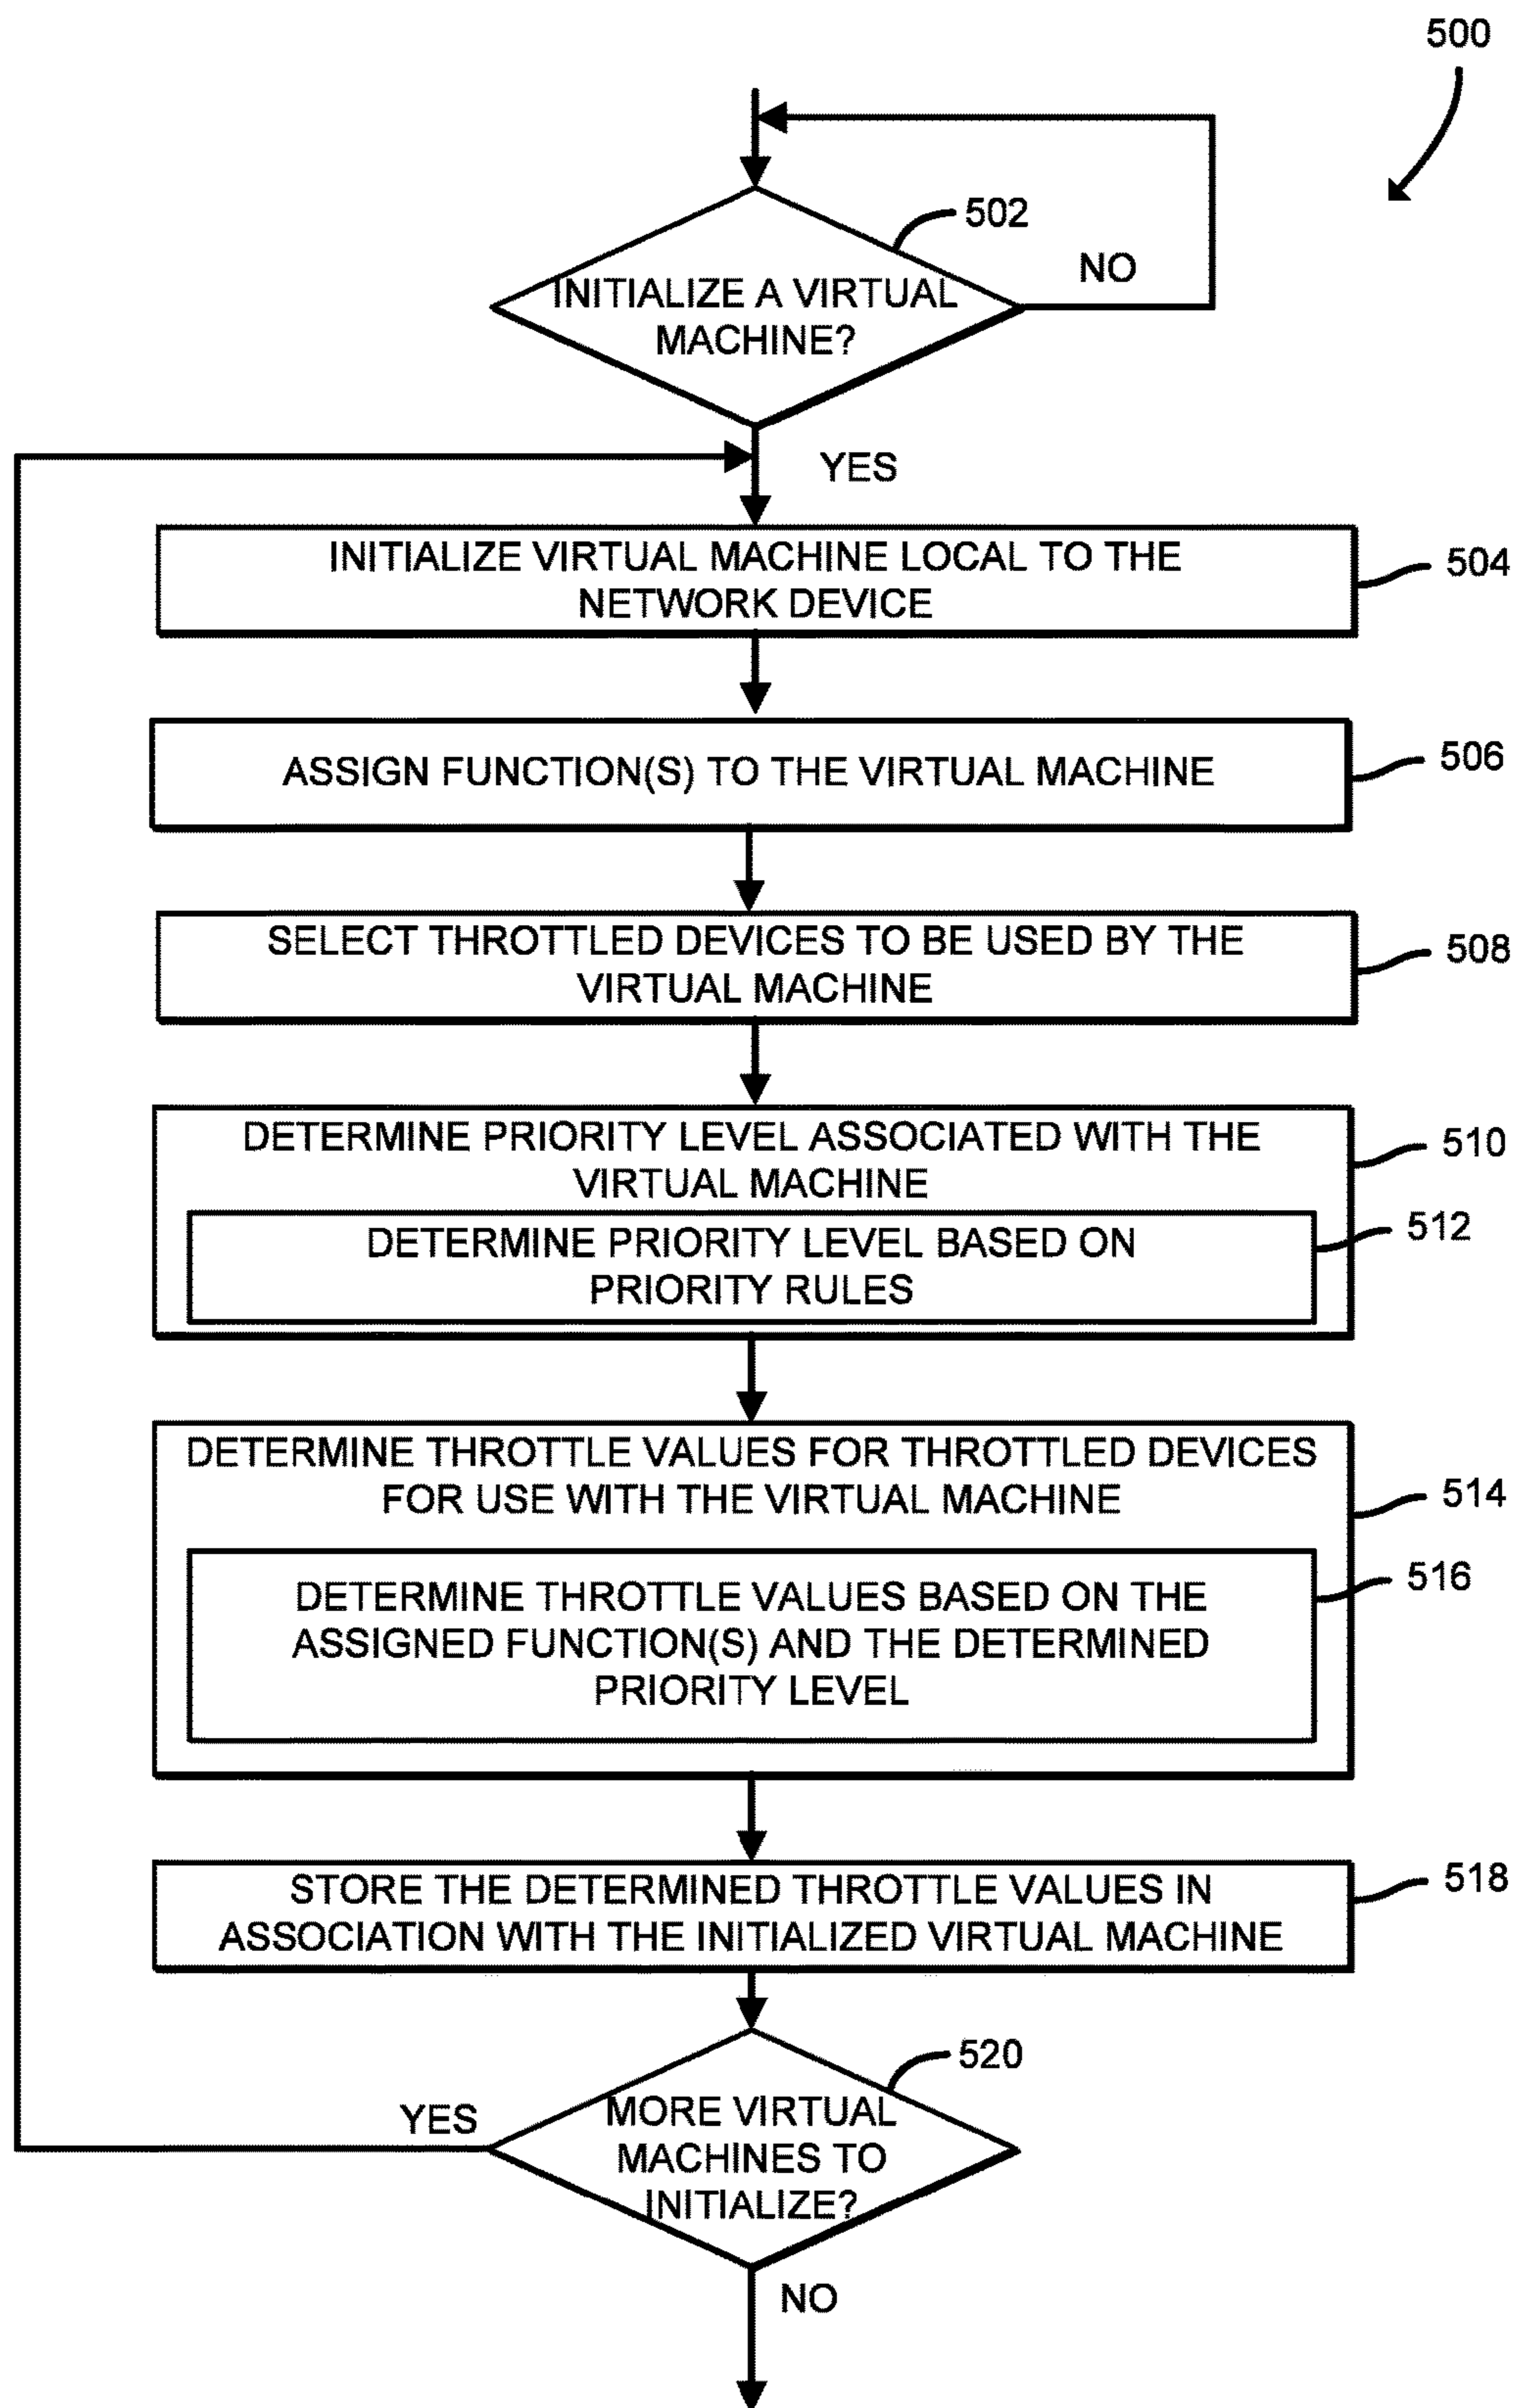 500
502
INITIALIZE A VIRTUAL
MACHINE?
NO
YES
INITIALIZE VIRTUAL MACHINE LOCAL TO THE
NETWORK DEVICE
504
ASSIGN FUNCTION(S) TO THE VIRTUAL MACHINE
506
SELECT THROTTLED DEVICES TO BE USED BY THE
VIRTUAL MACHINE
508
DETERMINE PRIORITY LEVEL ASSOCIATED WITH THE
VIRTUAL MACHINE
510
DETERMINE PRIORITY LEVEL BASED ON
PRIORITY RULES
512
DETERMINE THROTTLE VALUES FOR THROTTLED DEVICES
FOR USE WITH THE VIRTUAL MACHINE
514
DETERMINE THROTTLE VALUES BASED ON THE
ASSIGNED FUNCTION(S) AND THE DETERMINED
PRIORITY LEVEL
516
STORE THE DETERMINED THROTTLE VALUES IN
ASSOCIATION WITH THE INITIALIZED VIRTUAL MACHINE
518
520
YES
MORE VIRTUAL
MACHINES TO
INITIALIZE?
NO